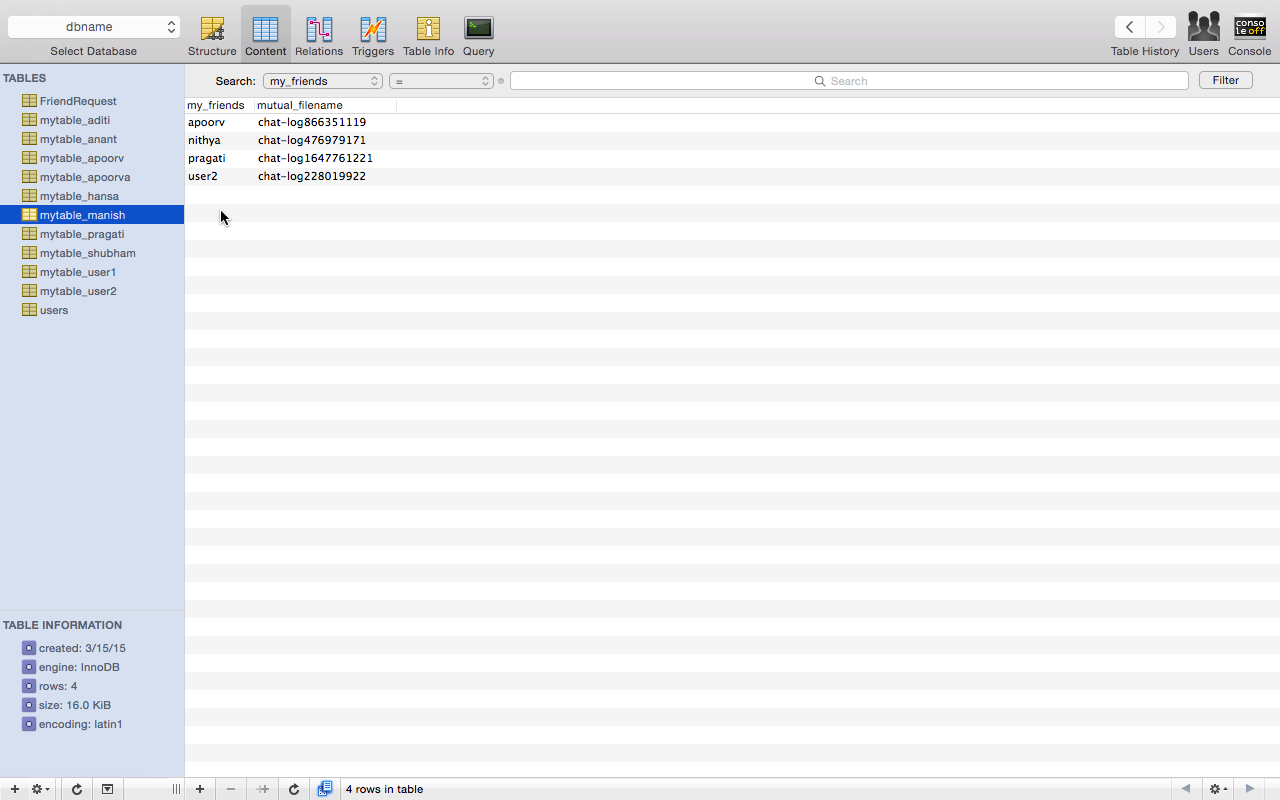 dbname
Select Database
Structure
Content
Relations
Triggers
Table Info
Query
Table History
Users
conso
le off
Console
TABLES
FriendRequest
mytable_aditi
mytable_anant
mytable_apoorv
mytable_apoorva
mytable_hansa
mytable_manish
mytable_pragati
mytable_shubham
mytable_user1
mytable_user2
users
TABLE INFORMATION
created: 3/15/15
engine: InnoDB
rows: 4
size: 16.0 KiB
encoding: latin1
Search: my_friends = Search Filter
my_friends mutual_filename
apoorv chat-log866351119
nithya chat-log476979171
pragati chat-log1647761221
user2 chat-log228019922
4 rows in table